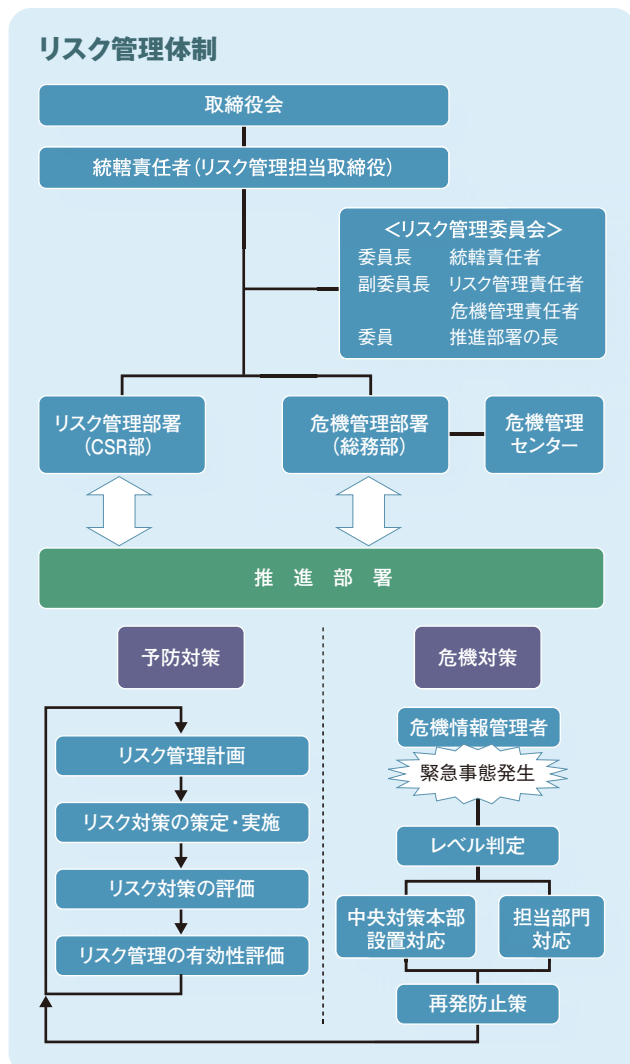 リスク管理体制
取締役会
統轄責任者(リスク管理担当取締役)
＜リスク管理委員会＞
委員長 統轄責任者
副委員長 リスク管理責任者
危機管理責任者
委員 推進部署の長
リスク管理部署
(CSR部)
危機管理部署
(総務部)
危機管理
センター
推進部署
予防対策
危機対策
リスク管理計画
リスク対策の策定・実施
リスク対策の評価
リスク管理の有効性評価
危機情報管理者
緊急事態発生
レベル判定
中央対策本部
設置対応
担当部門
対応
再発防止策